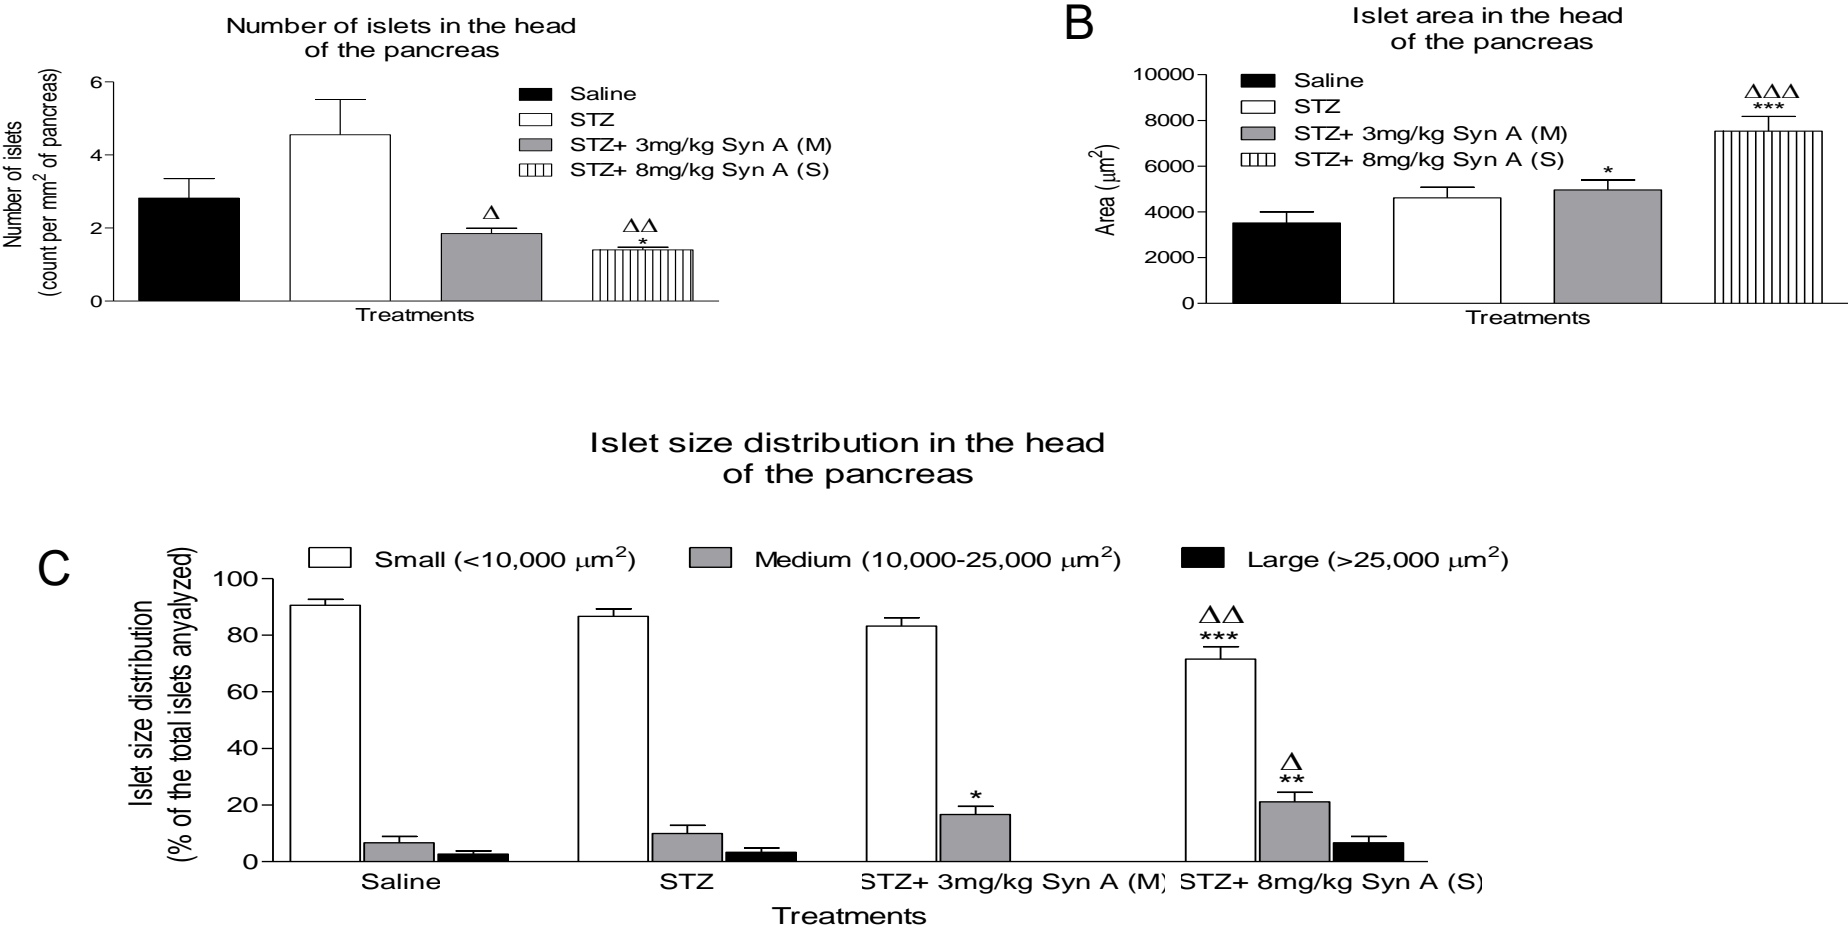 Number of islets in the head
of the pancreas
Number of islets
(count per mm² of pancreas)
6
4
2
0
Saline
STZ
STZ+ 3mg/kg Syn A (M)
STZ+ 8mg/kg Syn A (S)
Δ
ΔΔ
*
Treatments
B
Islet area in the head
of the pancreas
Area (μm²)
10000
8000
6000
4000
2000
0
Saline
STZ
STZ+ 3mg/kg Syn A (M)
STZ+ 8mg/kg Syn A (S)
*
ΔΔΔ
***
Treatments
Islet size distribution in the head
of the pancreas
C
Islet size distribution
(% of the total islets anyalyzed)
Small (<10,000 μm²) Medium (10,000-25,000 μm²) Large (>25,000 μm²)
100
80
60
40
20
0
*
ΔΔ
***
Δ
**
Saline STZ STZ+ 3mg/kg Syn A (M) STZ+ 8mg/kg Syn A (S)
Treatments